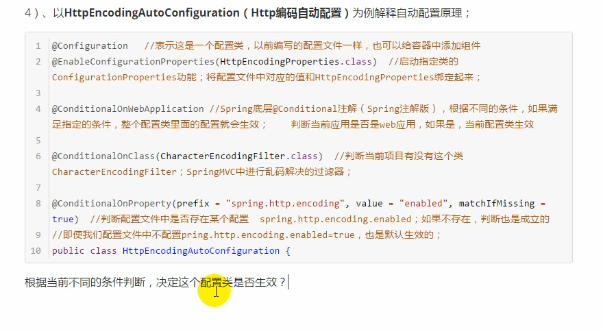 4）、以HttpEncodingAutoConfiguration（Http编码自动配置）为例解释自动配置原理；
1 @Configuration //表示这是一个配置类，以前编写的配置文件一样，也可以给容器中添加组件
2 @EnableConfigurationProperties(HttpEncodingProperties.class) //启动指定类的
ConfigurationProperties功能；将配置文件中对应的值和HttpEncodingProperties绑定起来；
3
4 @ConditionalOnWebApplication //Spring底层@Conditional注解（Spring注解版），根据不同的条件，如果满
足指定的条件，整个配置类里面的配置就会生效； 判断当前应用是否是web应用，如果是，当前配置类生效
5
6 @ConditionalOnClass(CharacterEncodingFilter.class) //判断当前项目有没有这个类
CharacterEncodingFilter；SpringMVC中进行乱码解决的过滤器；
7
8 @ConditionalOnProperty(prefix = "spring.http.encoding", value = "enabled", matchIfMissing =
true) //判断配置文件中是否存在某个配置 spring.http.encoding.enabled；如果不存在，判断也是成立的
9 //即使我们配置文件中不配置pring.http.encoding.enabled=true，也是默认生效的；
10 public class HttpEncodingAutoConfiguration {
根据当前不同的条件判断，决定这个配置类是否生效？